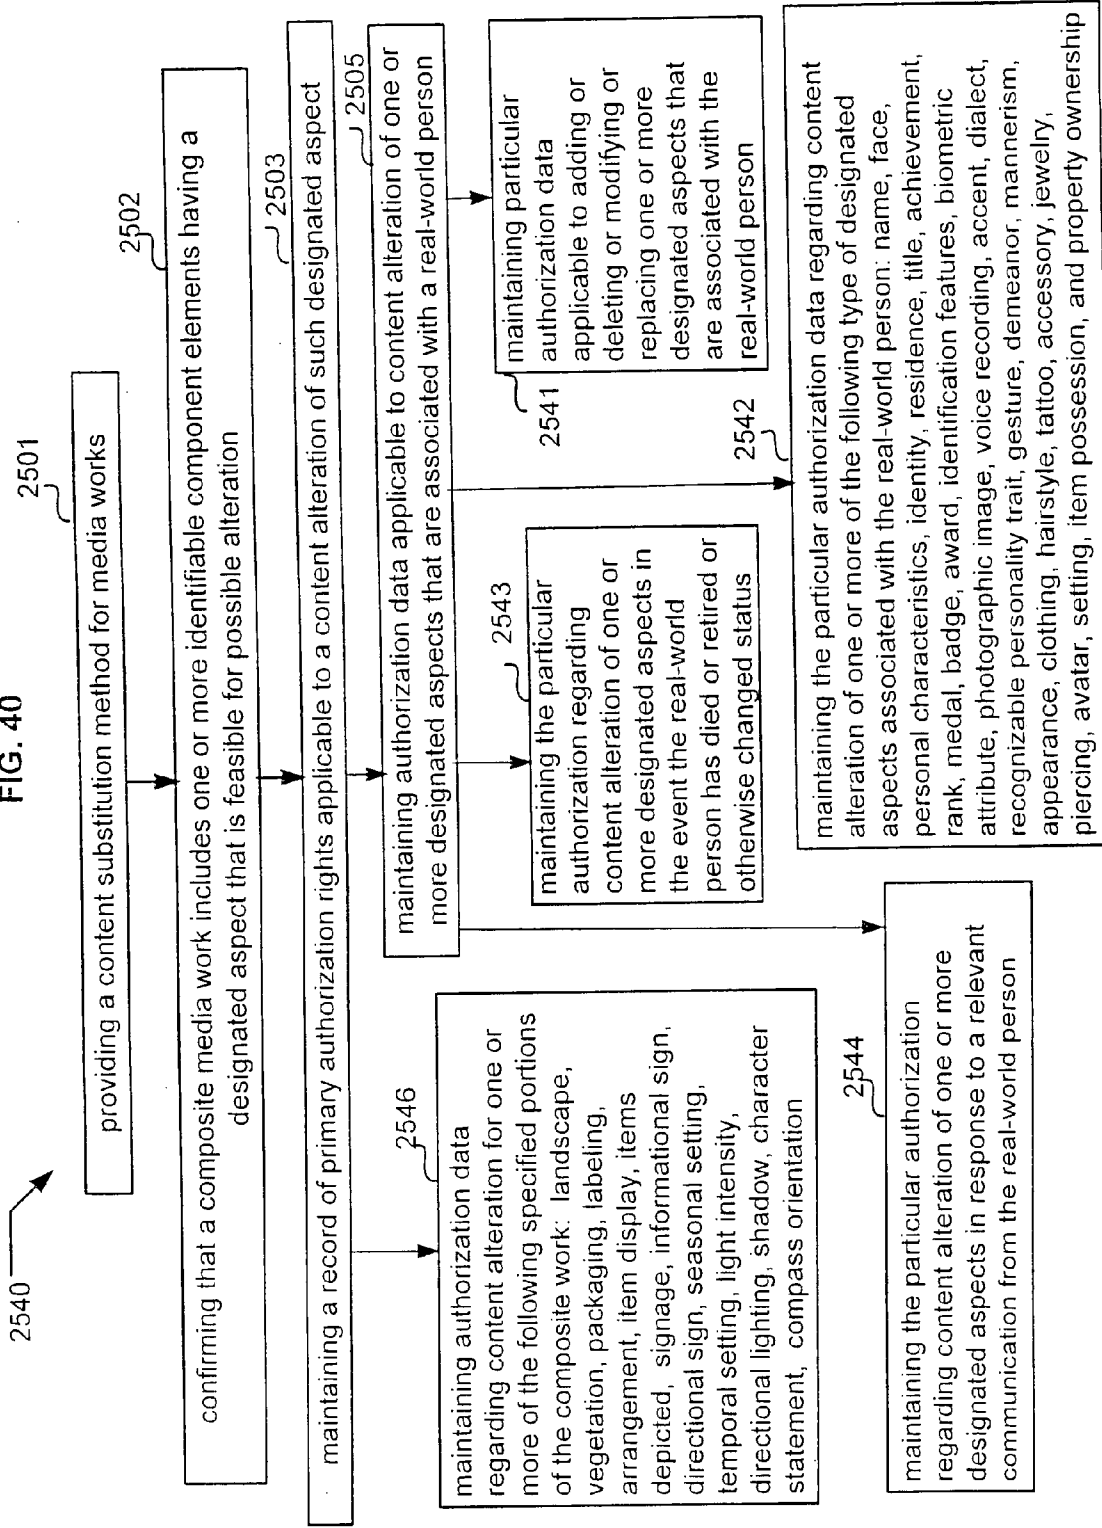 FIG. 40
2540
2501
providing a content substitution method for media works
2502
confirming that a composite media work includes one or more identifiable component elements having a
designated aspect that is feasible for possible alteration
2503
maintaining a record of primary authorization rights applicable to a content alteration of such designated aspect
2505
maintaining authorization data applicable to content alteration of one or
more designated aspects that are associated with a real-world person
2546
maintaining authorization data
regarding content alteration for one or
more of the following specified portions
of the composite work: landscape,
vegetation, packaging, labeling,
arrangement, item display, items
depicted, signage, informational sign,
directional sign, seasonal setting,
temporal setting, light intensity,
directional lighting, shadow, character
statement, compass orientation
2543
maintaining the particular
authorization regarding
content alteration of one or
more designated aspects in
the event the real-world
person has died or retired or
otherwise changed status
2541
maintaining particular
authorization data
applicable to adding or
deleting or modifying or
replacing one or more
designated aspects that
are associated with the
real-world person
2544
maintaining the particular authorization
regarding content alteration of one or more
designated aspects in response to a relevant
communication from the real-world person
2542
maintaining the particular authorization data regarding content
alteration of one or more of the following type of designated
aspects associated with the real-world person: name, face,
personal characteristics, identity, residence, title, achievement,
rank, medal, badge, award, identification features, biometric
attribute, photographic image, voice recording, accent, dialect,
recognizable personality trait, gesture, demeanor, mannerism,
appearance, clothing, hairstyle, tattoo, accessory, jewelry,
piercing, avatar, setting, item possession, and property ownership